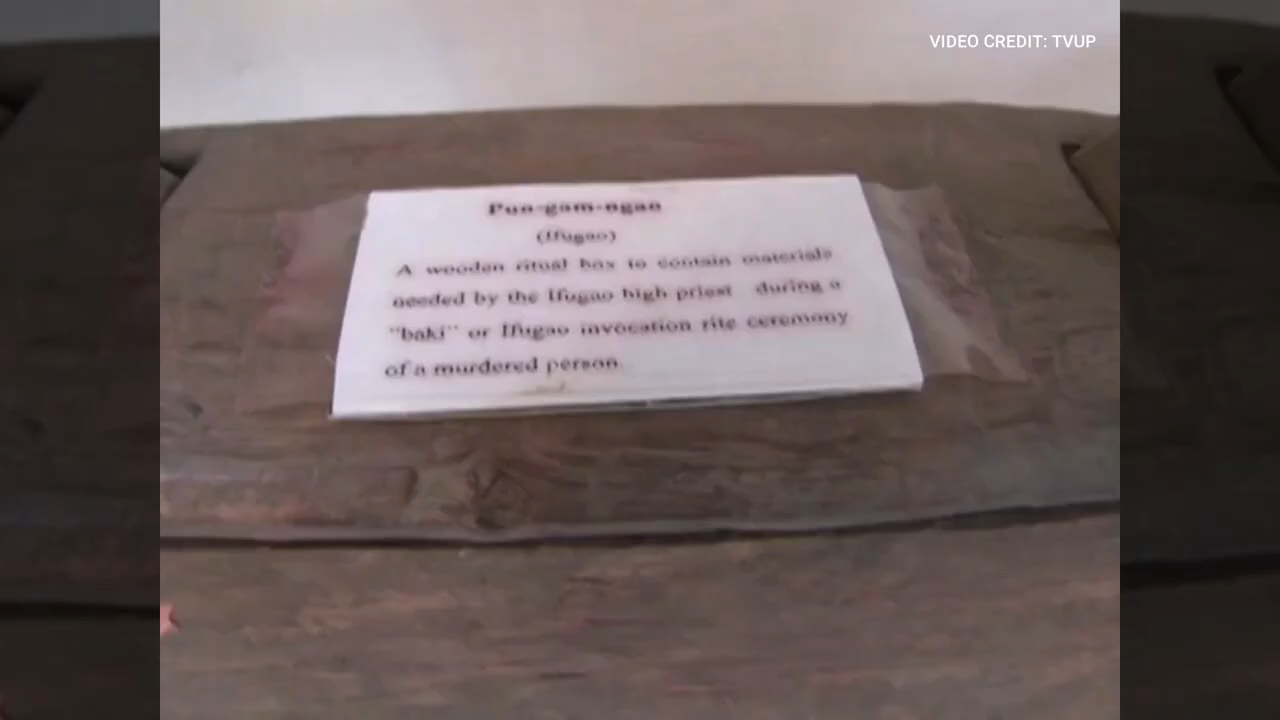 VIDEO CREDIT: TVUP
Pun-gam-ngan
(Ifugao)
A wooden ritual box to contain materials
needed by the Ifugao high priest during a
"baki" or Ifugao invocation rite ceremony
of a murdered person.